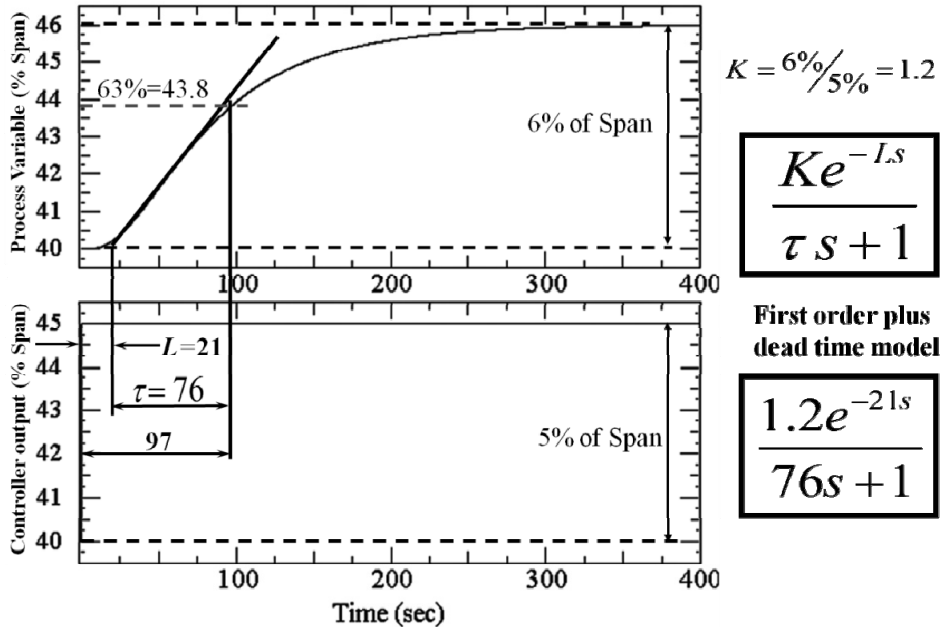 Process Variable (% Span)
46
45
44
43
42
41
40
63%=43.8
6% of Span
100
200
300
400
K = 6%/5% = 1.2
Ke^{-Ls}
τ s + 1
First order plus
dead time model
1.2e^{-21s}
76s + 1
Controller output (% Span)
45
44
43
42
41
40
L=21
τ = 76
97
5% of Span
100
200
300
400
Time (sec)